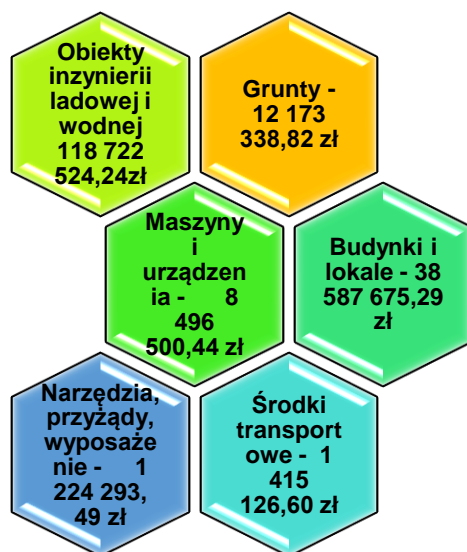 Obiekty
inzynierii
ladowej i
wodnej
118 722
524,24zł
Grunty -
12 173
338,82 zł
Maszyny
i
urządzen
ia - 8
496
500,44 zł
Budynki i
lokale - 38
587 675,29
zł
Narzędzia,
przyżądy,
wyposaże
nie - 1
224 293,
49 zł
Środki
transport
owe - 1
415
126,60 zł